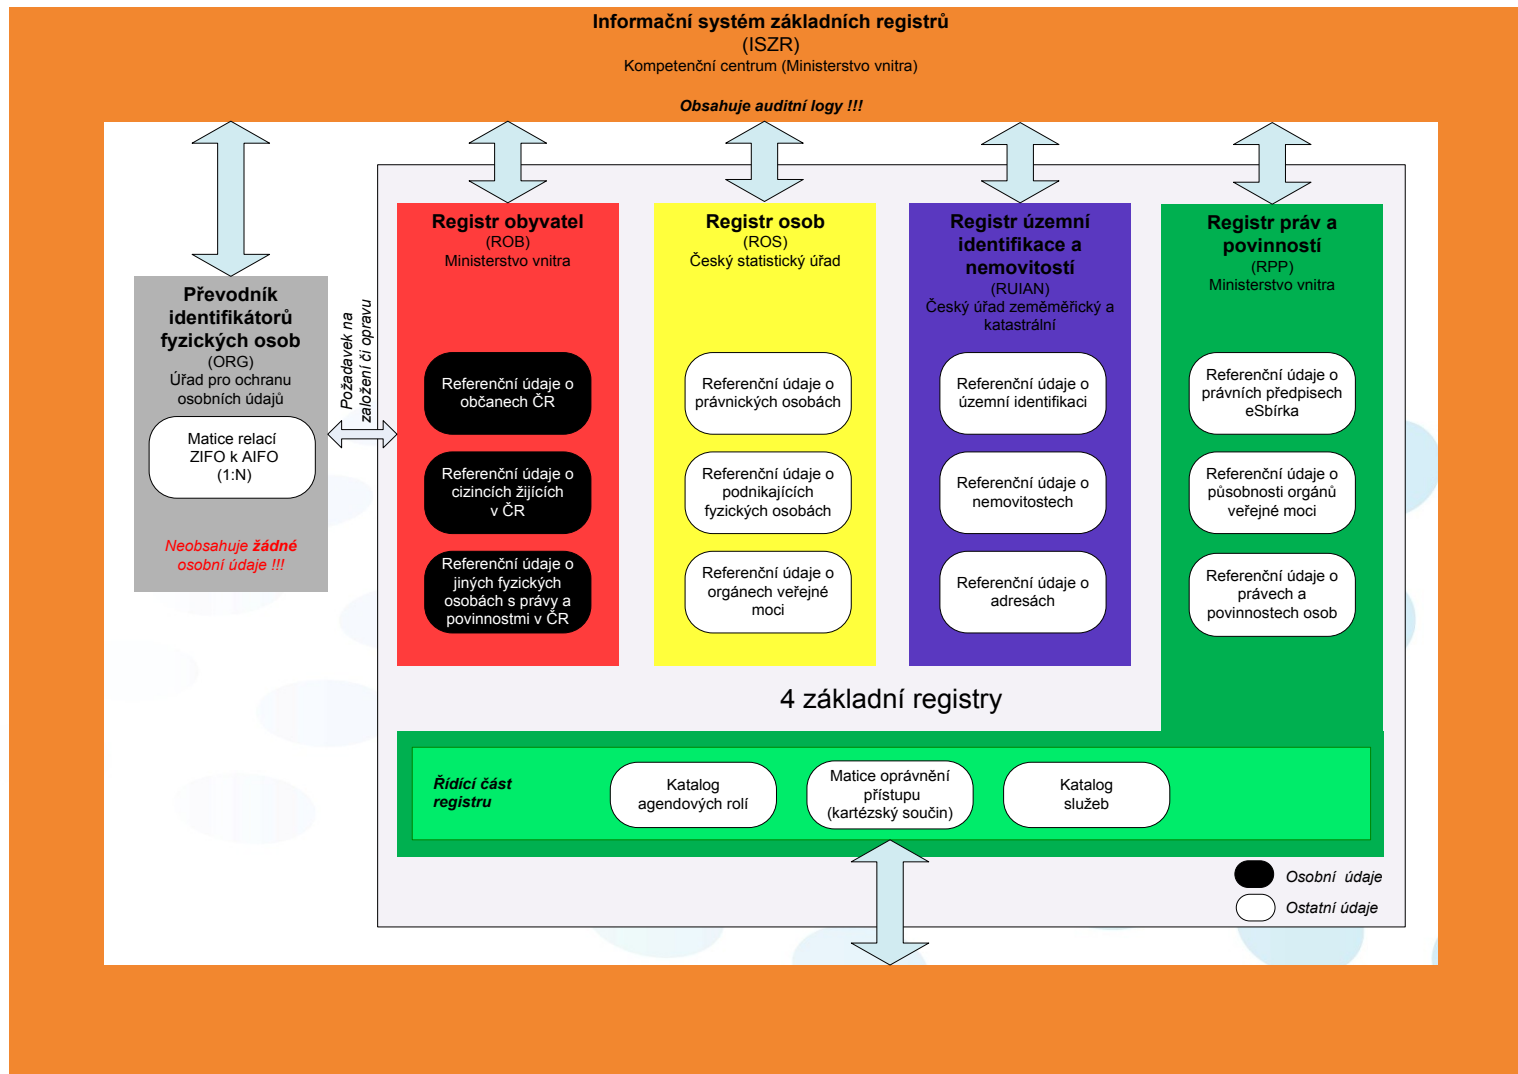 Informační systém základních registrů
(ISZR)
Kompetenční centrum (Ministerstvo vnitra)
Obsahuje auditní logy !!!
Převodník
identifikátorů
fyzických osob
(ORG)
Úřad pro ochranu
osobních údajů
Matice relací
ZIFO k AIFO
(1:N)
Neobsahuje žádné
osobní údaje !!!
Požadavek na
založení či opravu
Registr obyvatel
(ROB)
Ministerstvo vnitra
Referenční údaje o
občanech ČR
Referenční údaje o
cizincích žijících
v ČR
Referenční údaje o
jiných fyzických
osobách s právy a
povinnostmi v ČR
Registr osob
(ROS)
Český statistický úřad
Referenční údaje o
právnických osobách
Referenční údaje o
podnikajících
fyzických osobách
Referenční údaje o
orgánech veřejné
moci
Registr územní
identifikace a
nemovitostí
(RUIAN)
Český úřad zeměměřický a
katastrální
Referenční údaje o
územní identifikaci
Referenční údaje o
nemovitostech
Referenční údaje o
adresách
Registr práv a
povinností
(RPP)
Ministerstvo vnitra
Referenční údaje o
právních předpisech
eSbírka
Referenční údaje o
působnosti orgánů
veřejné moci
Referenční údaje o
právech a
povinnostech osob
4 základní registry
Řídící část
registru
Katalog
agendových rolí
Matice oprávnění
přístupu
(kartézský součin)
Katalog
služeb
Osobní údaje
Ostatní údaje